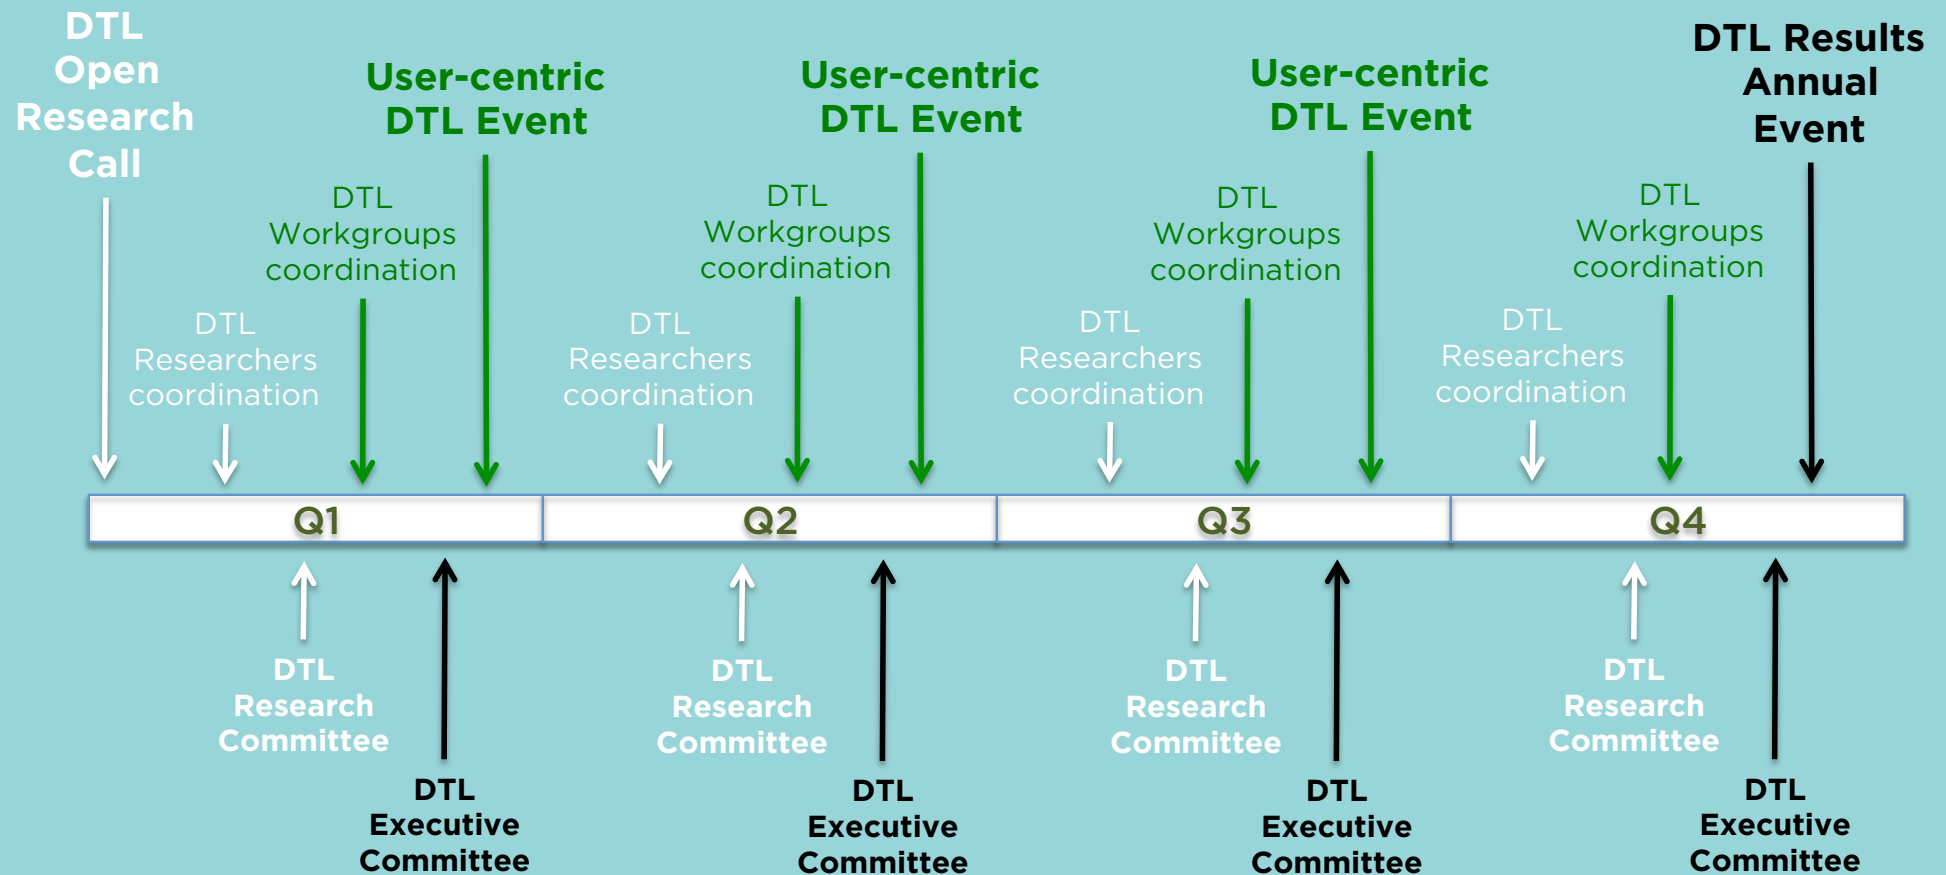 DTL
Open
Research
Call
User-centric
DTL Event
User-centric
DTL Event
User-centric
DTL Event
DTL Results
Annual
Event
DTL
Workgroups
coordination
DTL
Workgroups
coordination
DTL
Workgroups
coordination
DTL
Workgroups
coordination
DTL
Researchers
coordination
DTL
Researchers
coordination
DTL
Researchers
coordination
DTL
Researchers
coordination
Q1
Q2
Q3
Q4
DTL
Research
Committee
DTL
Research
Committee
DTL
Research
Committee
DTL
Research
Committee
DTL
Executive
Committee
DTL
Executive
Committee
DTL
Executive
Committee
DTL
Executive
Committee